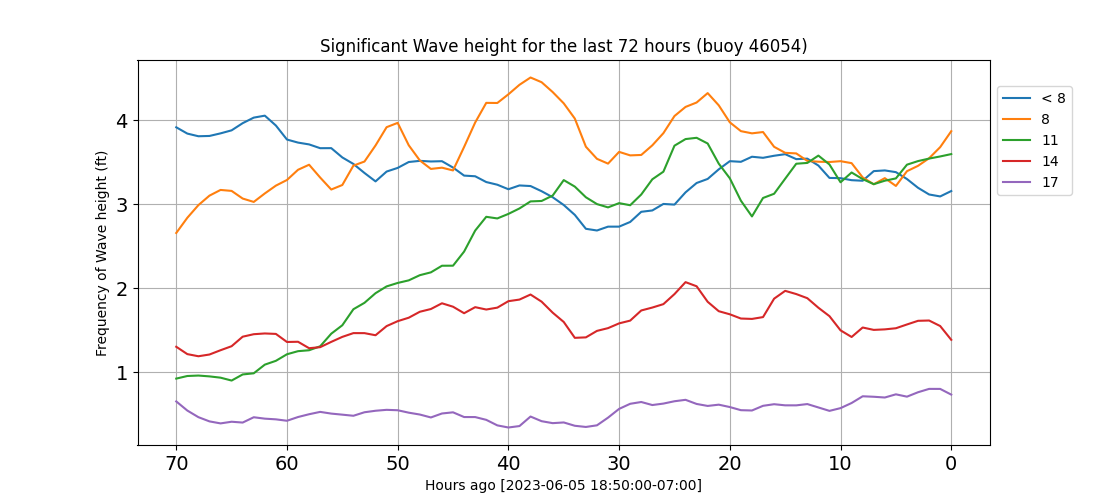 Significant Wave height for the last 72 hours (buoy 46054)
Frequency of Wave height (ft)
4
3
2
1
70 60 50 40 30 20 10 0
Hours ago [2023-06-05 18:50:00-07:00]
< 8
8
11
14
17